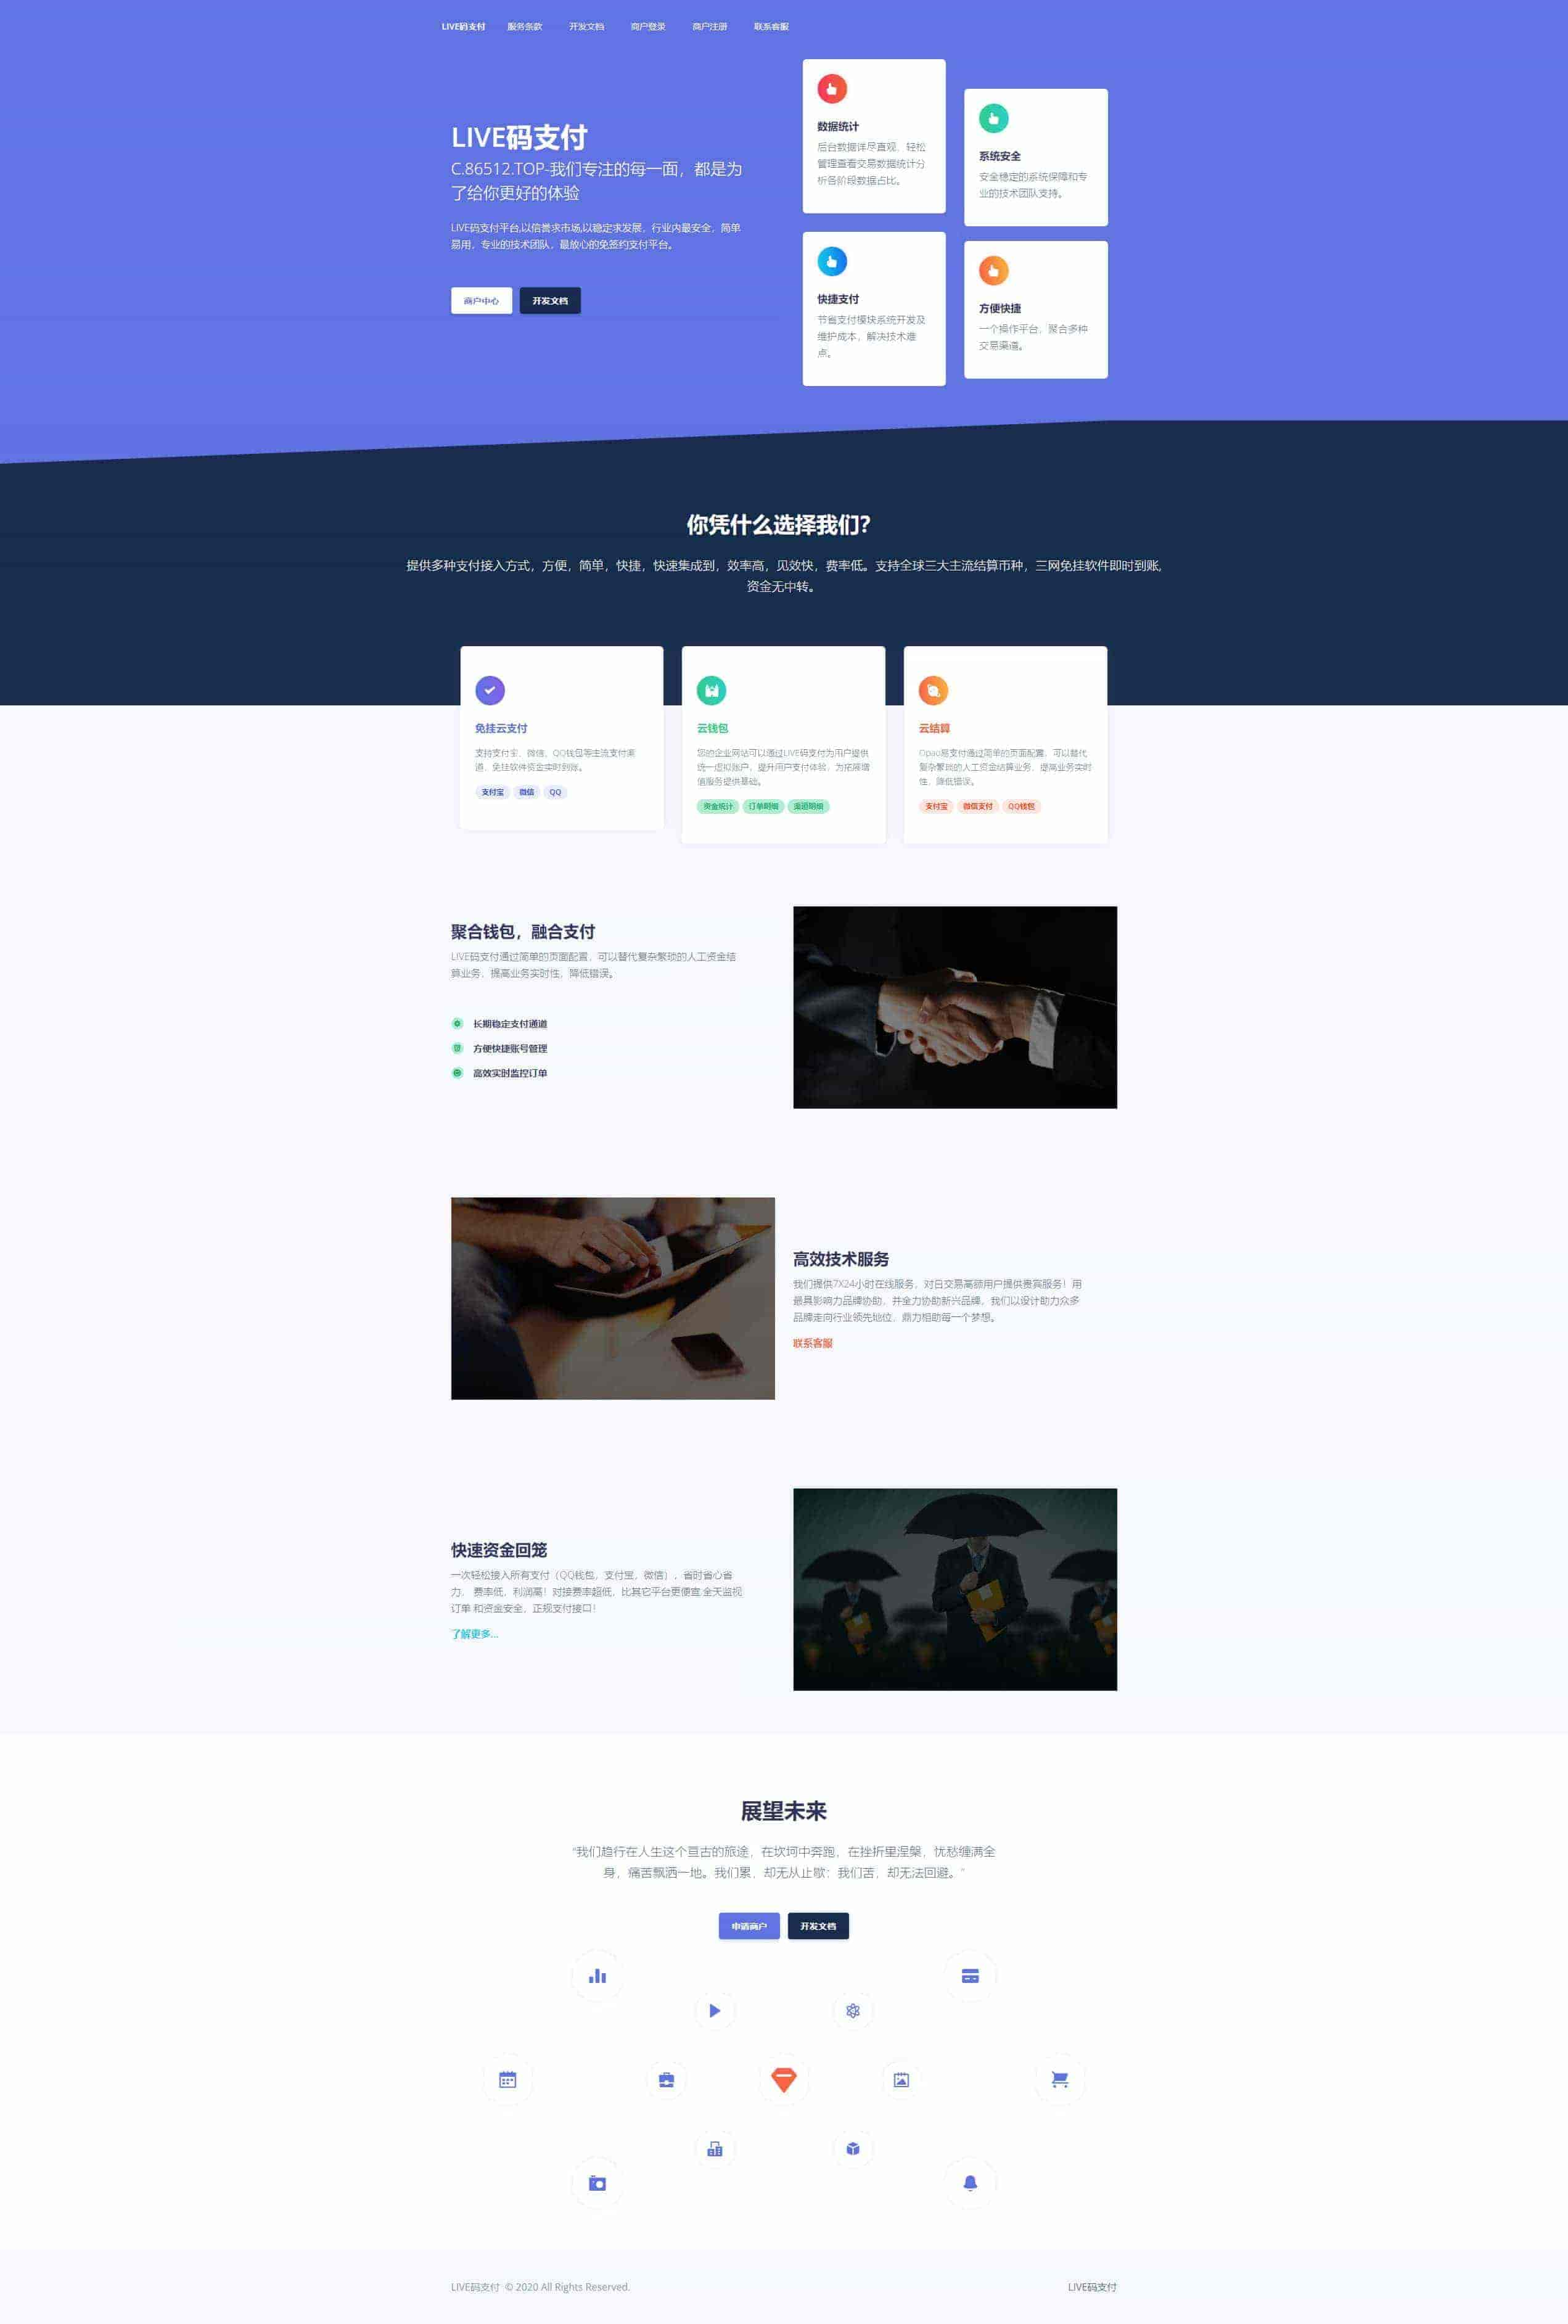 LIVE码支付
服务条款
开发文档
商户登录
商户注册
联系客服
LIVE码支付
C.86512.TOP-我们专注的每一面，都是为
了给你更好的体验
LIVE码支付平台,以信誉求市场,以稳定求发展，行业内最安全，简单
易用，专业的技术团队，最放心的免签约支付平台。
商户中心
开发文档
数据统计
后台数据详尽直观，轻松
管理查看交易数据统计分
析各阶段数据占比。
系统安全
安全稳定的系统保障和专
业的技术团队支持。
快捷支付
节省支付模块系统开发及
维护成本，解决技术难
点。
方便快捷
一个操作平台，聚合多种
交易渠道。
你凭什么选择我们？
提供多种支付接入方式，方便，简单，快捷，快速集成到，效率高，见效快，费率低。支持全球三大主流结算币种，三网免挂软件即时到账,
资金无中转。
免挂云支付
支持支付宝、微信、QQ钱包等主流支付渠
道，免挂软件资金实时到账。
支付宝
微信
QQ
云钱包
您的企业网站可以通过LIVE码支付为用户提供
统一虚拟账户，提升用户支付体验，为拓展增
值服务提供基础。
资金统计
订单明细
云结算
Opao易支付通过简单的页面配置，可以替代
复杂繁琐的人工资金结算业务，提高业务实时
性，降低错误。
支付宝
微信支付
QQ钱包
聚合钱包，融合支付
LIVE码支付通过简单的页面配置，可以替代复杂繁琐的人工资金结
算业务，提高业务实时性，降低错误。
长期稳定支付通道
方便快捷账号管理
高效实时监控订单
高效技术服务
我们提供7X24小时在线服务，对日交易高额用户提供贵宾服务！用
最具影响力品牌协助，并全力协助新兴品牌，我们以设计助力众多
品牌走向行业领先地位，鼎力相助每一个梦想。
联系客服
快速资金回笼
一次轻松接入所有支付（QQ钱包，支付宝，微信），省时省心省
力， 费率低，利润高！对接费率超低，比其它平台更便宜 全天监视
订单 和资金安全，正规支付接口！
了解更多...
展望未来
“我们趋行在人生这个亘古的旅途，在坎坷中奔跑，在挫折里涅槃，忧愁缠满全
身，痛苦飘洒一地。我们累，却无从止歇；我们苦，却无法回避。”
申请商户
开发文档
LIVE码支付 © 2020 All Rights Reserved.
LIVE码支付